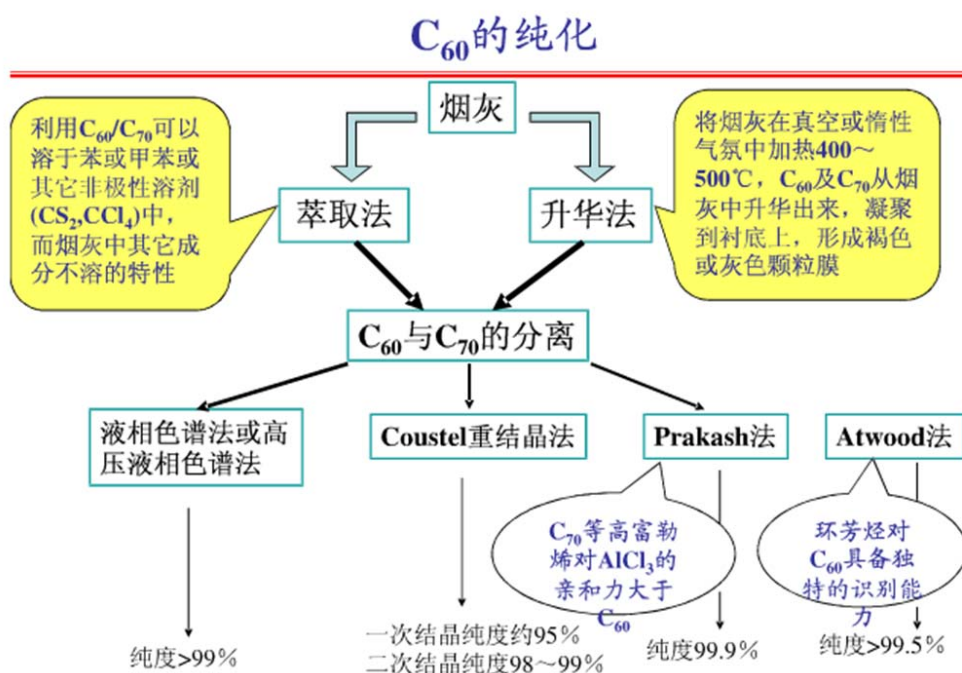 C₆₀的纯化
烟灰
利用C₆₀/C₇₀可以
溶于苯或甲苯或
其它非极性溶剂
(CS₂,CCl₄)中，
而烟灰中其它成
分不溶的特性
将烟灰在真空或惰性
气氛中加热400～
500℃，C₆₀及C₇₀从烟
灰中升华出来，凝聚
到衬底上，形成褐色
或灰色颗粒膜
萃取法
升华法
C₆₀与C₇₀的分离
液相色谱法或高
压液相色谱法
Coustel重结晶法
Prakash法
Atwood法
C₇₀等高富勒
烯对AlCl₃的
亲和力大于
C₆₀
环芳烃对
C₆₀具备独
特的识别能
力
纯度>99%
一次结晶纯度约95%
二次结晶纯度98～99%
纯度99.9%
纯度>99.5%